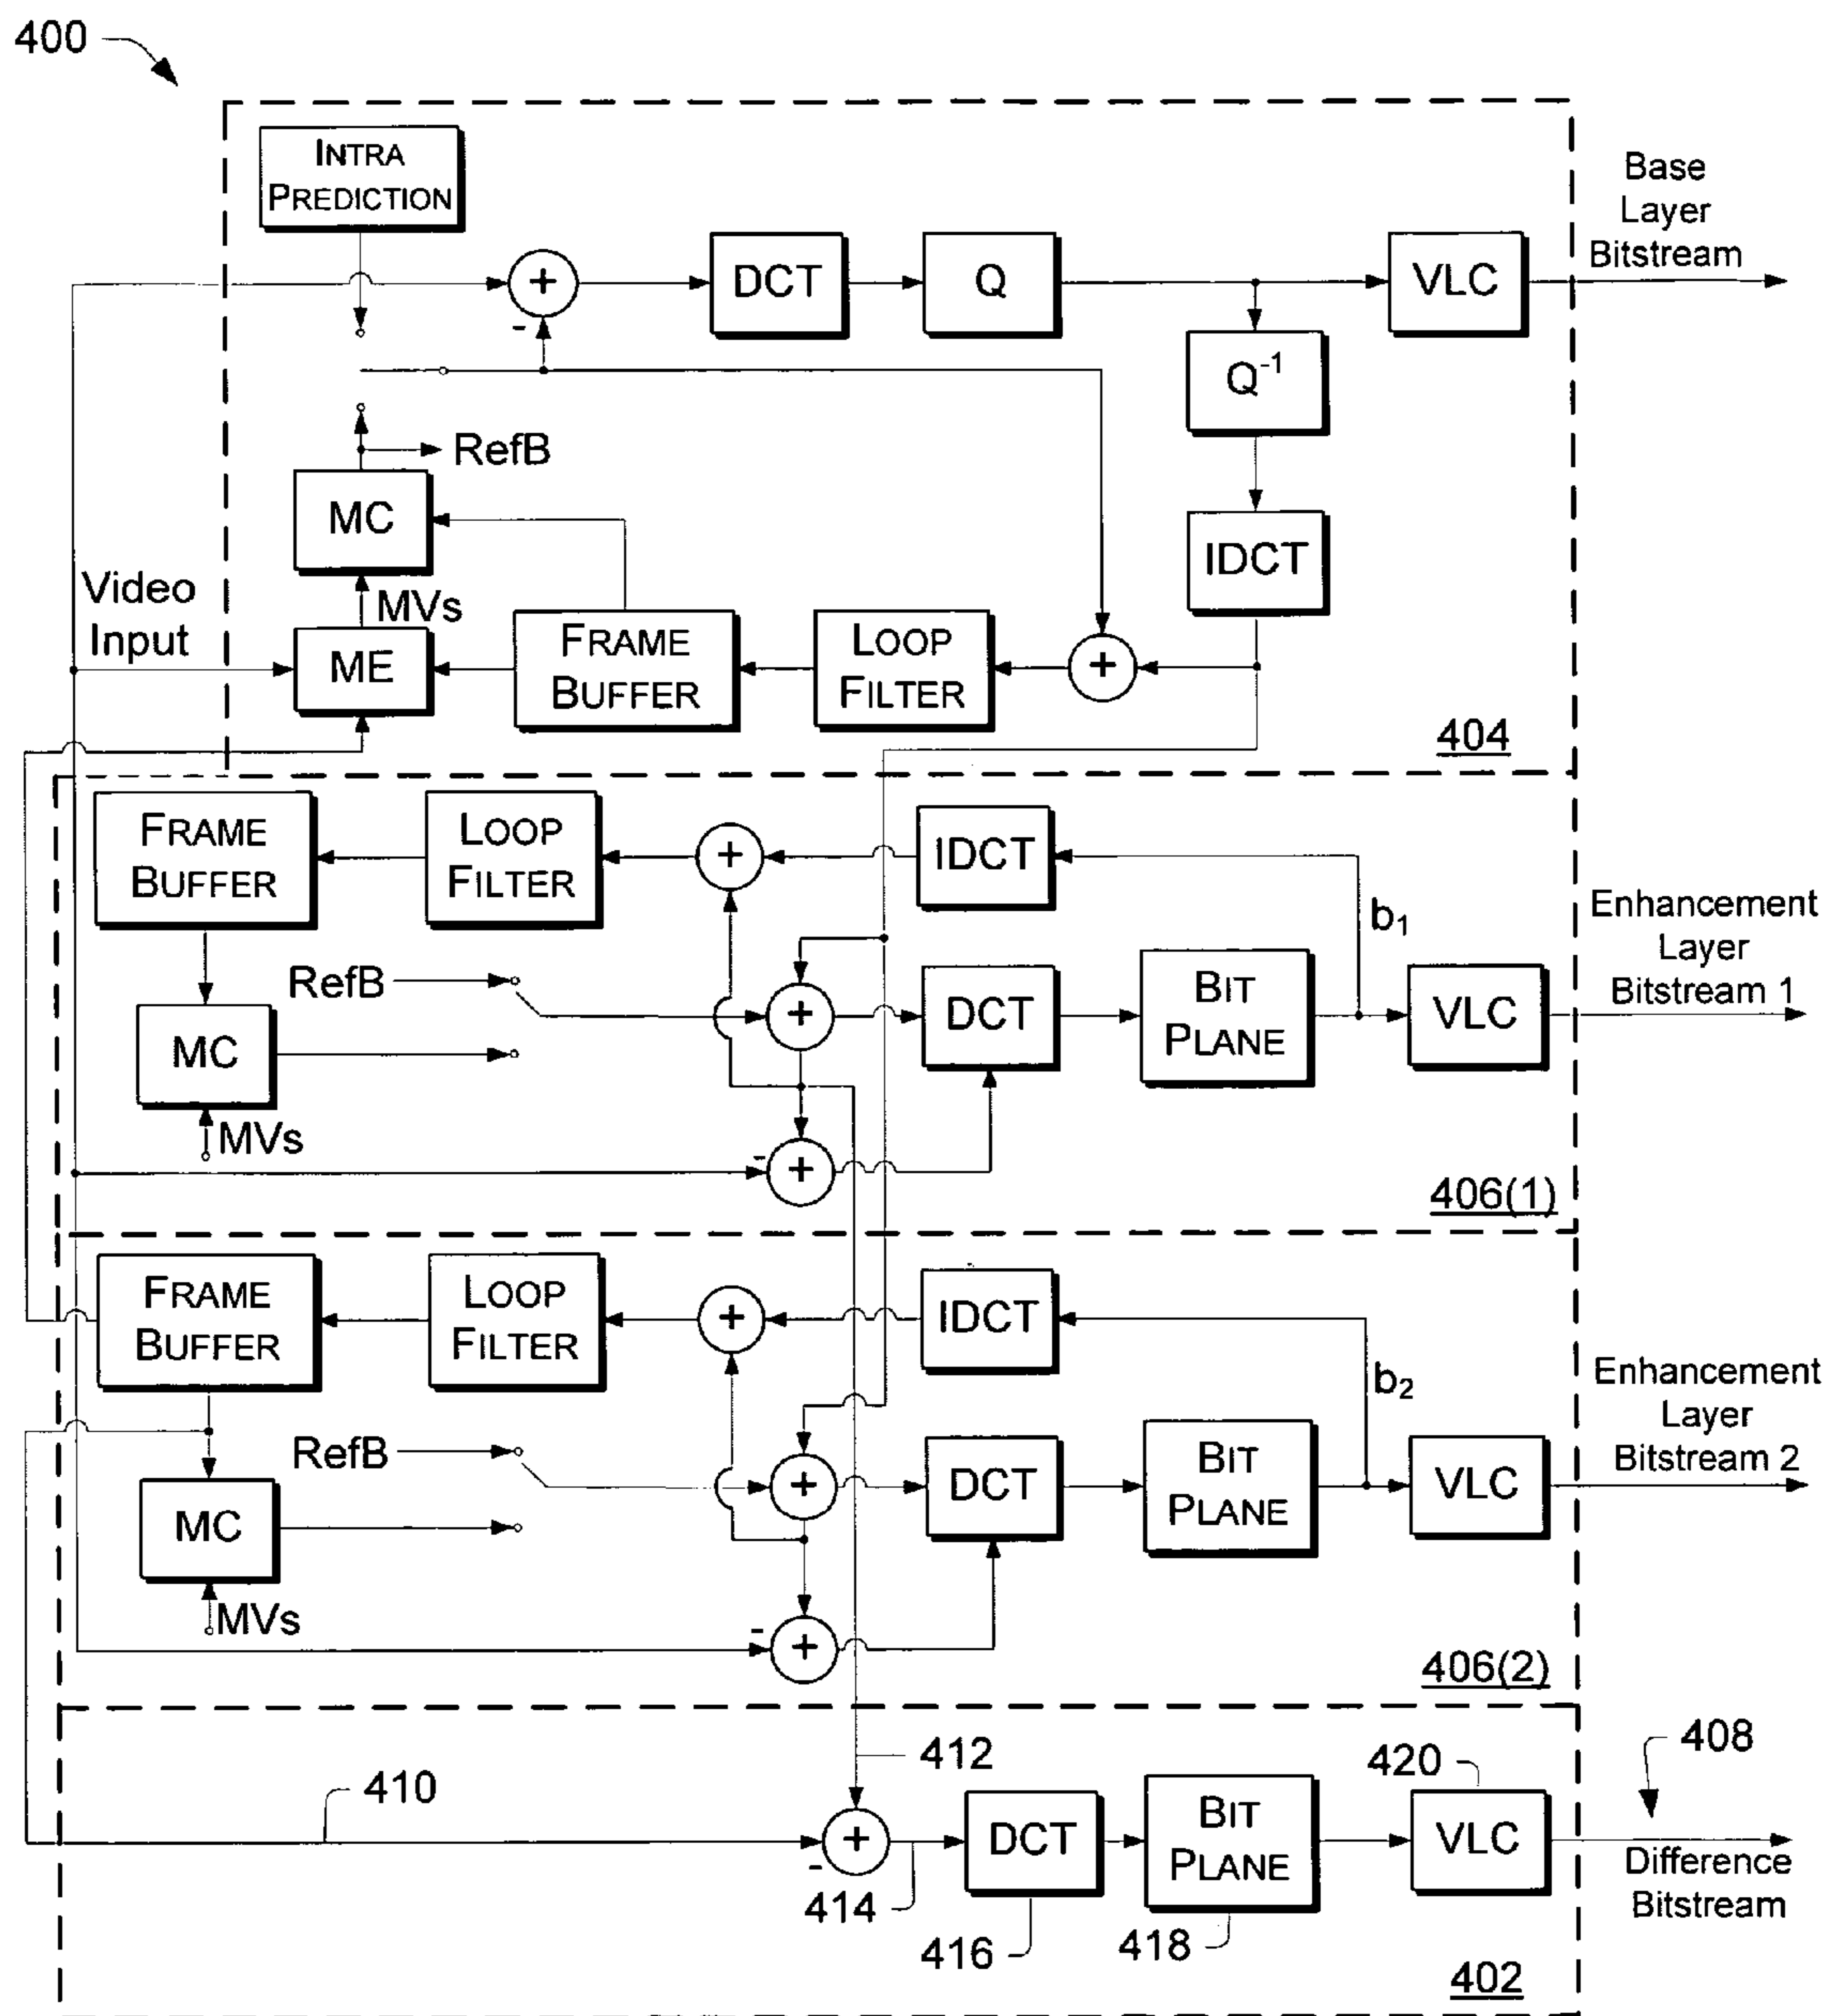 400
INTRA
PREDICTION
Base
Layer
Bitstream
+
-
DCT
Q
VLC
Q-1
RefB
MC
IDCT
Video
Input
MVs
ME
FRAME
BUFFER
LOOP
FILTER
+
404
FRAME
BUFFER
LOOP
FILTER
+
IDCT
b1
Enhancement
Layer
Bitstream 1
RefB
+
DCT
BIT
PLANE
VLC
MC
MVs
-
+
406(1)
FRAME
BUFFER
LOOP
FILTER
+
IDCT
b2
Enhancement
Layer
Bitstream 2
RefB
+
DCT
BIT
PLANE
VLC
MC
MVs
-
+
406(2)
412
408
410
420
+
-
DCT
BIT
PLANE
VLC
Difference
Bitstream
414
416
418
402